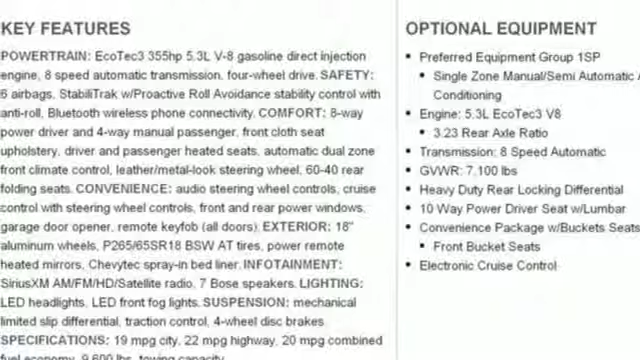 KEY FEATURES
POWERTRAIN: EcoTec3 355hp 5.3L V-8 gasoline direct injection
engine, 8 speed automatic transmission, four-wheel drive. SAFETY:
6 airbags, StabiliTrak w/Proactive Roll Avoidance stability control with
anti-roll, Bluetooth wireless phone connectivity. COMFORT: 8-way
power driver and 4-way manual passenger, front cloth seat
upholstery, driver and passenger heated seats, automatic dual zone
front climate control, leather/metal-look steering wheel, 60-40 rear
folding seats. CONVENIENCE: audio steering wheel controls, cruise
control with steering wheel controls, front and rear power windows,
garage door opener, remote keyfob (all doors). EXTERIOR: 18"
aluminum wheels, P265/65SR18 BSW AT tires, power remote
heated mirrors, Chevytec spray-in bed liner. INFOTAINMENT:
SiriusXM AM/FM/HD/Satellite radio, 7 Bose speakers. LIGHTING:
LED headlights, LED front fog lights. SUSPENSION: mechanical
limited slip differential, traction control, 4-wheel disc brakes
SPECIFICATIONS: 19 mpg city, 22 mpg highway, 20 mpg combined
fuel economy, 9,600 lbs. towing capacity
OPTIONAL EQUIPMENT
• Preferred Equipment Group 1SP
• Single Zone Manual/Semi Automatic
Conditioning
• Engine: 5.3L EcoTec3 V8
• 3.23 Rear Axle Ratio
• Transmission: 8 Speed Automatic
• GVWR: 7,100 lbs
• Heavy Duty Rear Locking Differential
• 10 Way Power Driver Seat w/Lumbar
• Convenience Package w/Buckets Seats
• Front Bucket Seats
• Electronic Cruise Control